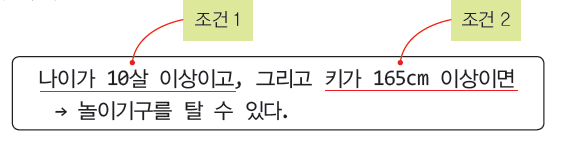 조건 1
조건 2
나이가 10살 이상이고, 그리고 키가 165cm 이상이면
→ 놀이기구를 탈 수 있다.